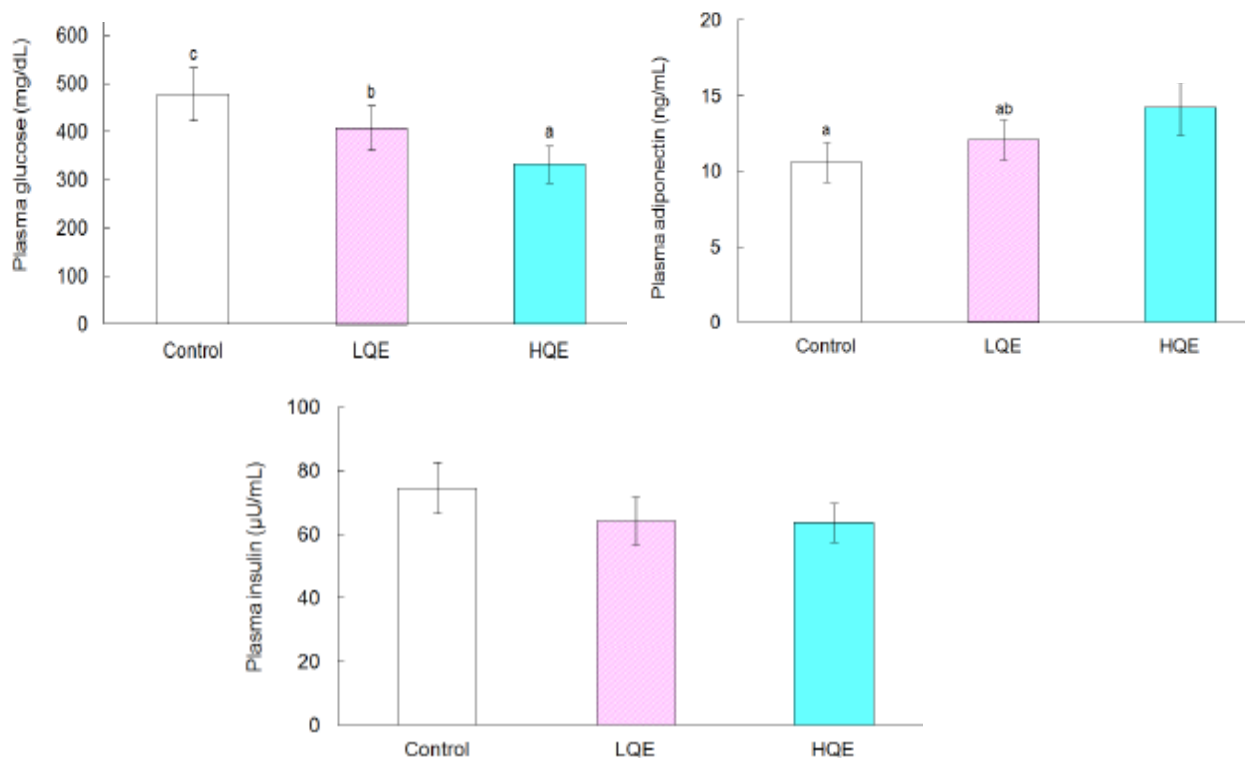 Plasma glucose (mg/dL)
600
500
400
300
200
100
0
c
b
a
Control LQE HQE
Plasma adiponectin (ng/mL)
20
15
10
5
0
a
ab
Control LQE HQE
Plasma insulin (µU/mL)
100
80
60
40
20
0
Control LQE HQE